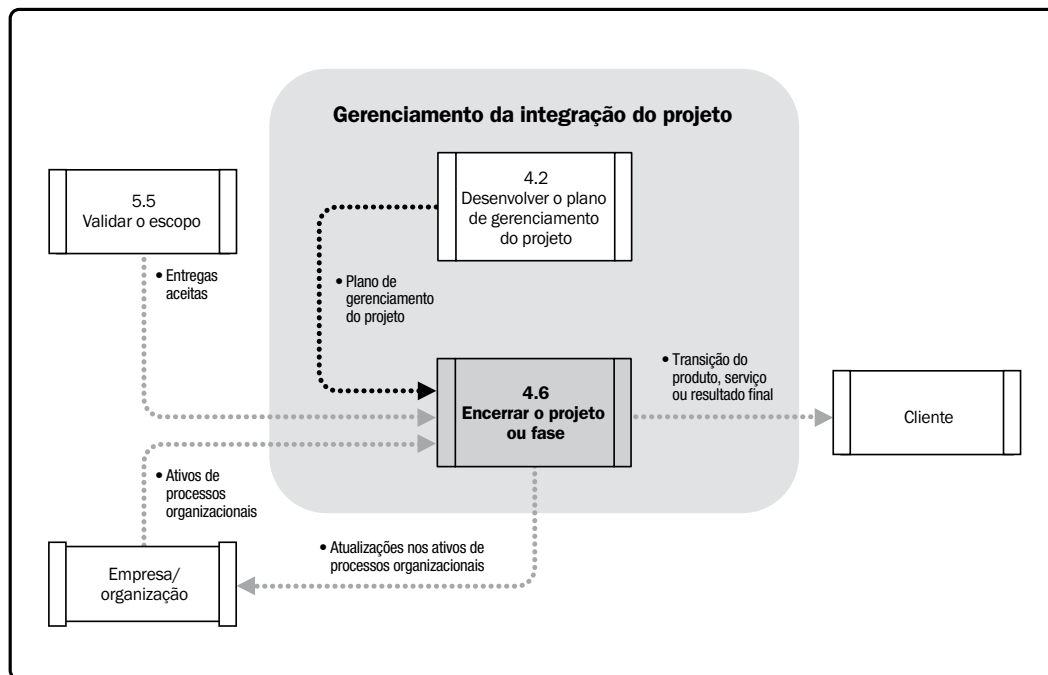 Gerenciamento da integração do projeto
4.2
Desenvolver o plano
de gerenciamento
do projeto
5.5
Validar o escopo
• Entregas
aceitas
• Plano de
gerenciamento
do projeto
4.6
Encerrar o projeto
ou fase
• Transição do
produto, serviço
ou resultado final
Cliente
• Ativos de
processos
organizacionais
• Atualizações nos ativos de
processos organizacionais
Empresa/
organização